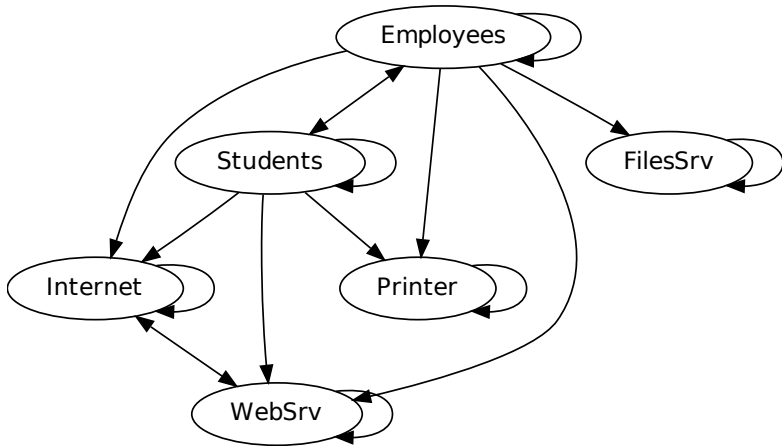 Employees
Students
FilesSrv
Internet
Printer
WebSrv